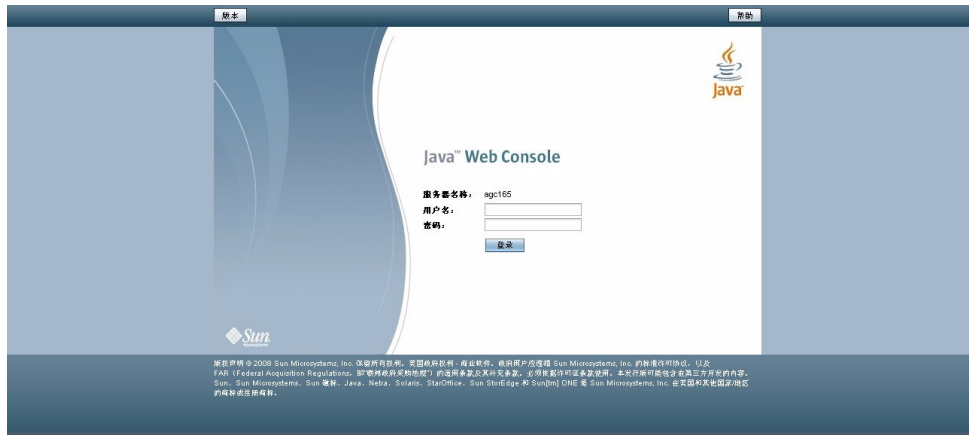 版本
帮助
Java
Java™ Web Console
服务器名称：
agc165
用户名：
密码：
登录
Sun
microsystems
版权声明 © 2008 Sun Microsystems, Inc. 保留所有权利。美国政府权利 - 商业软件。政府用户应遵循 Sun Microsystems, Inc. 的标准许可协议，以及
FAR（Federal Acquisition Regulations，即“联邦政府采购法规”）的适用条款及其补充条款。必须依据许可证条款使用。本发行版可能包含由第三方开发的内容。
Sun、Sun Microsystems、Sun 徽标、Java、Netra、Solaris、StarOffice、Sun StorEdge 和 Sun[tm] ONE 是 Sun Microsystems, Inc. 在美国和其他国家/地区
的商标或注册商标。